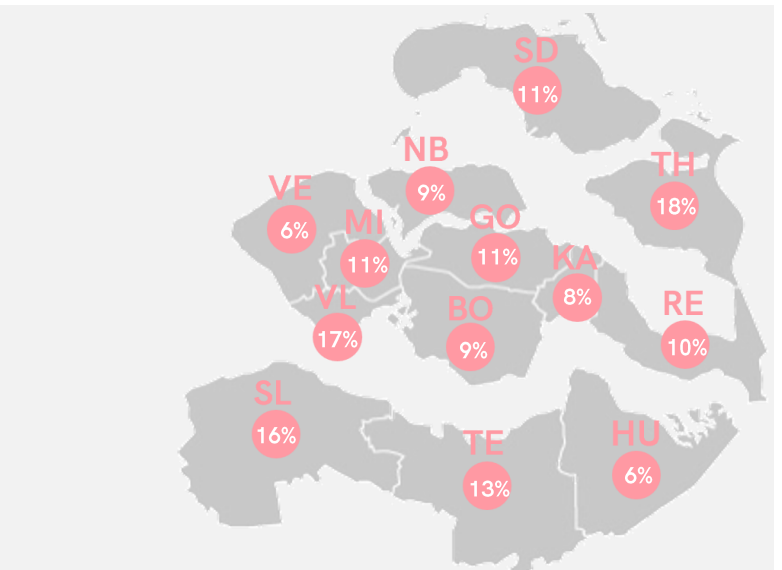 SD
11%
NB
9%
TH
18%
VE
6%
MI
11%
GO
11%
KA
8%
VL
17%
BO
9%
RE
10%
SL
16%
TE
13%
HU
6%